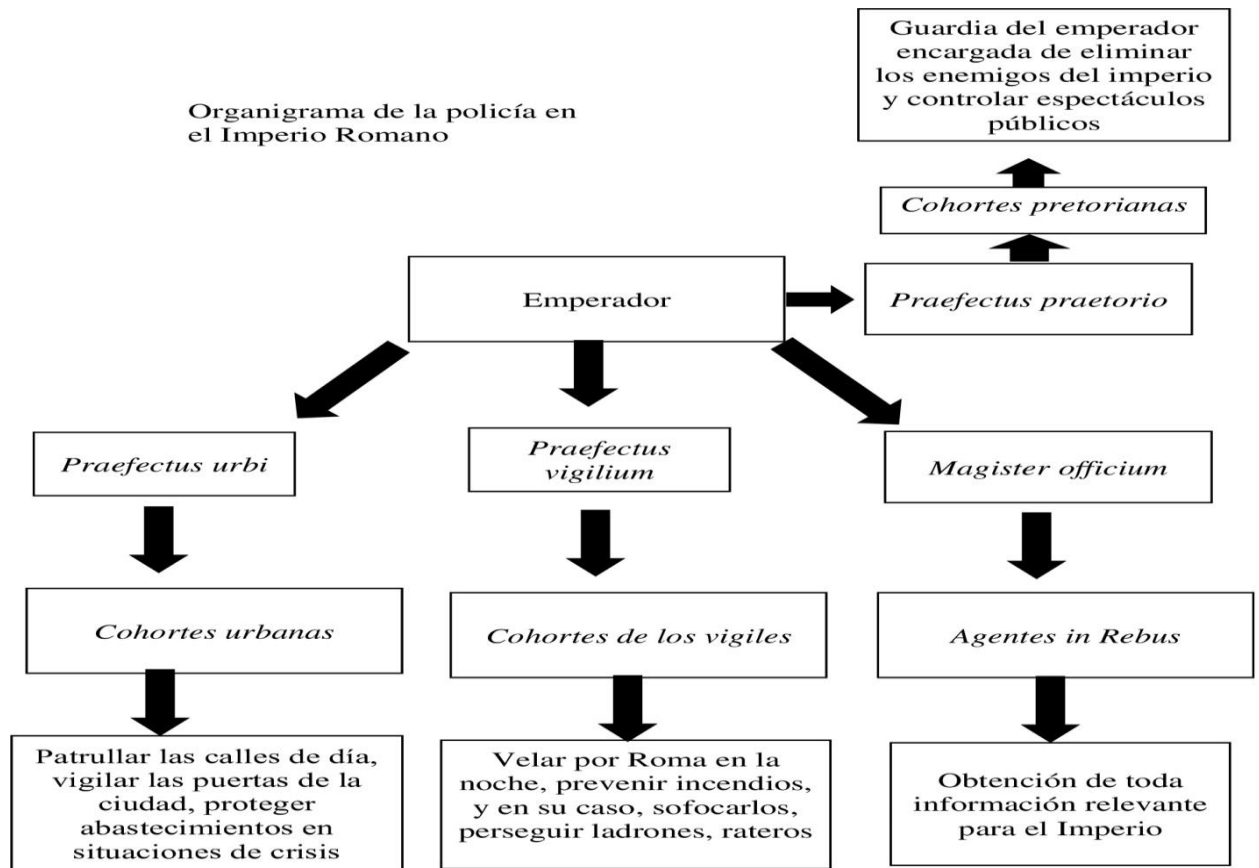 Organigrama de la policía en
el Imperio Romano
Guardia del emperador
encargada de eliminar
los enemigos del imperio
y controlar espectáculos
públicos
Cohortes pretorianas
Emperador
Praefectus praetorio
Praefectus urbi
Praefectus
vigilium
Magister officium
Cohortes urbanas
Cohortes de los vigiles
Agentes in Rebus
Patrullar las calles de día,
vigilar las puertas de la
ciudad, proteger
abastecimientos en
situaciones de crisis
Velar por Roma en la
noche, prevenir incendios,
y en su caso, sofocarlos,
perseguir ladrones, rateros
Obtención de toda
información relevante
para el Imperio